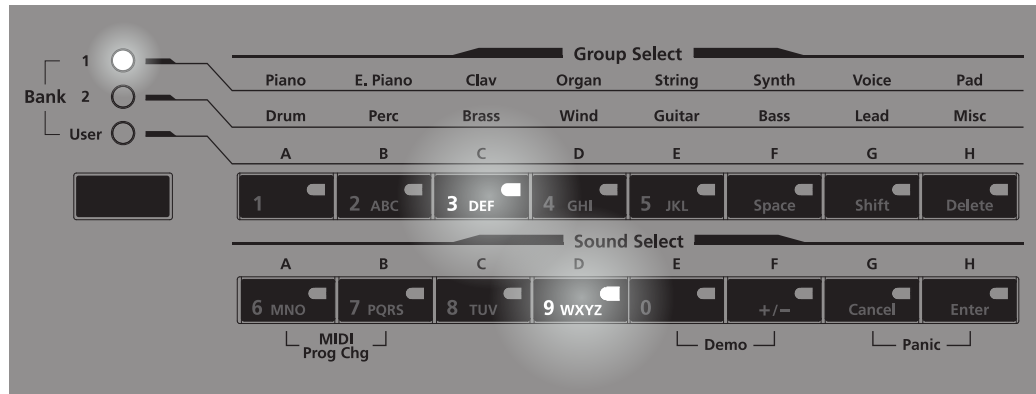 Group Select
1
Piano E. Piano Clav Organ String Synth Voice Pad
Bank 2
Drum Perc Brass Wind Guitar Bass Lead Misc
User
A B C D E F G H
1 2 ABC 3 DEF 4 GHI 5 JKL Space Shift Delete
Sound Select
A B C D E F G H
6 MNO 7 PQRS 8 TUV 9 WXYZ 0 +/− Cancel Enter
MIDI
Prog Chg
Demo
Panic